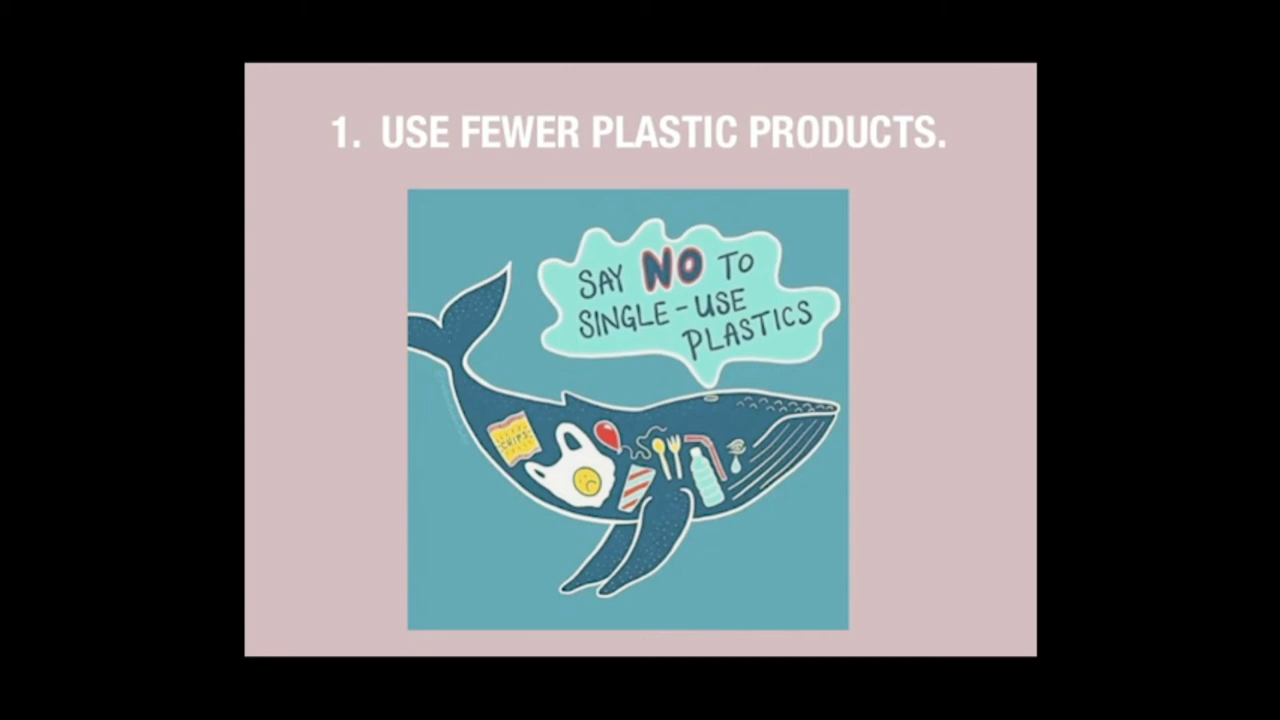 1. USE FEWER PLASTIC PRODUCTS.
SAY NO TO
SINGLE-USE
PLASTICS
CHIPS